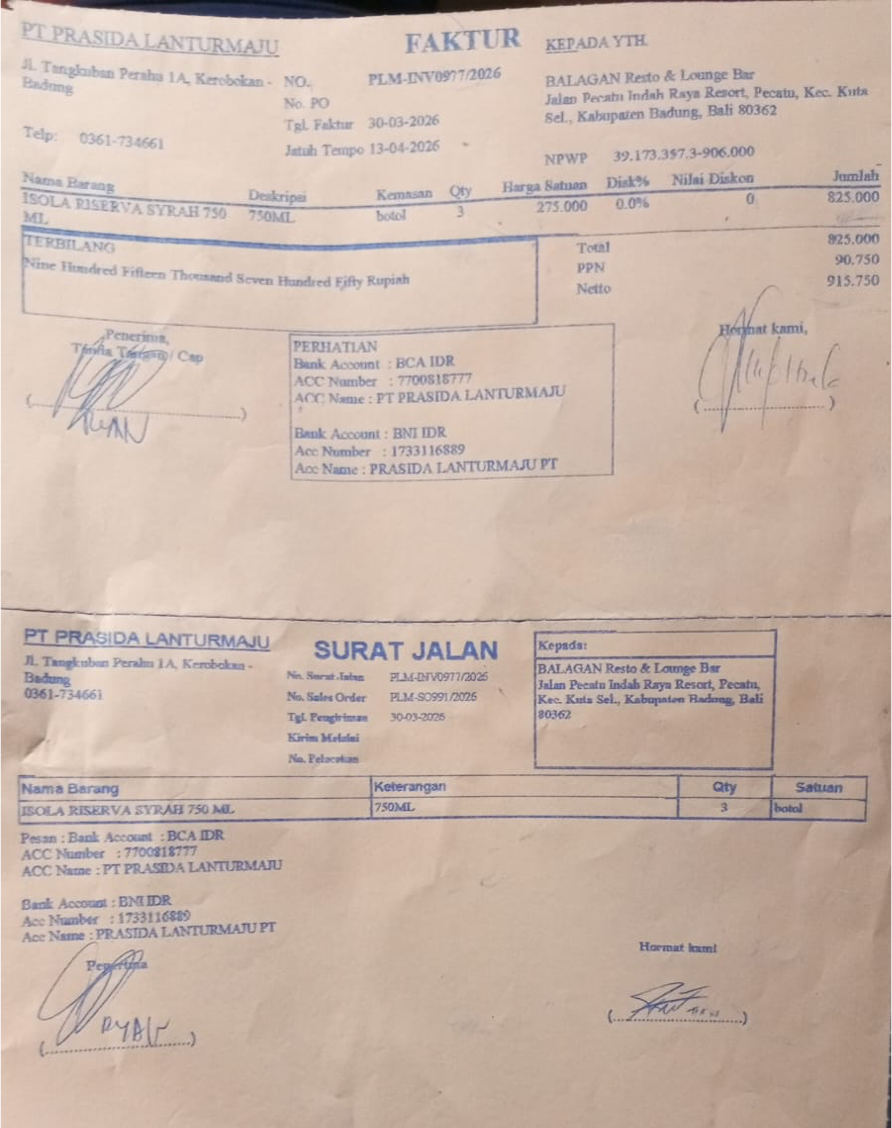 PT PRASIDA LANTURMAJU
FAKTUR
KEPADA YTH.
Jl. Tangkuban Perahu 1A, Kerobokan - Badung
Telp: 0361-734661
NO. PLM-INV0977/2026
No. PO
Tgl. Faktur 30-03-2026
Jatuh Tempo 13-04-2026
BALAGAN Resto & Lounge Bar
Jalan Pecatu Indah Raya Resort, Pecatu, Kec. Kuta
Sel., Kabupaten Badung, Bali 80362
NPWP 39.173.357.3-906.000
Nama Barang Deskripsi Kemasan Qty Harga Satuan Disk% Nilai Diskon Jumlah
ISOLA RISERVA SYRAH 750 ML 750ML botol 3 275.000 0.0% 0 825.000
TERBILANG
Nine Hundred Fifteen Thousand Seven Hundred Fifty Rupiah
Total 825.000
PPN 90.750
Netto 915.750
Penerima,
Tanda Tangan / Cap
(..............................)
RYAN
PERHATIAN
Bank Account : BCA IDR
ACC Number : 7700818777
ACC Name : PT PRASIDA LANTURMAJU
Bank Account : BNI IDR
Acc Number : 1733116889
Acc Name : PRASIDA LANTURMAJU PT
Hormat kami,
(..............................)
PT PRASIDA LANTURMAJU
Jl. Tangkuban Perahu 1A, Kerobokan -
Badung
0361-734661
SURAT JALAN
No. Surat Jalan PLM-INV0977/2026
No. Sales Order PLM-SO991/2026
Tgl. Pengiriman 30-03-2026
Kirim Melalui
No. Pelacakan
Kepada:
BALAGAN Resto & Lounge Bar
Jalan Pecatu Indah Raya Resort, Pecatu,
Kec. Kuta Sel., Kabupaten Badung, Bali
80362
Nama Barang Keterangan Qty Satuan
ISOLA RISERVA SYRAH 750 ML 750ML 3 botol
Pesan : Bank Account : BCA IDR
ACC Number : 7700818777
ACC Name : PT PRASIDA LANTURMAJU
Bank Account : BNI IDR
Acc Number : 1733116889
Acc Name : PRASIDA LANTURMAJU PT
Penerima
RYAN
(..............................)
Hormat kami
(..............................)